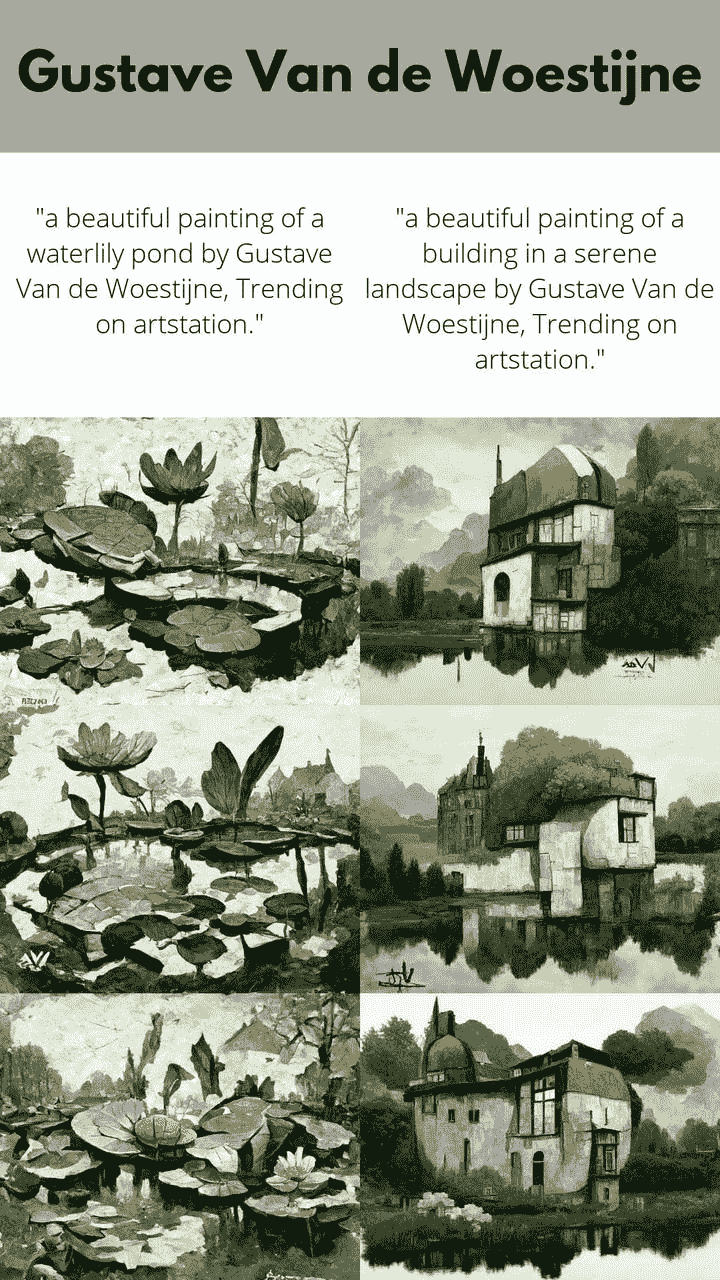 Gustave Van de Woestijne
"a beautiful painting of a
waterlily pond by Gustave
Van de Woestijne, Trending
on artstation."
"a beautiful painting of a
building in a serene
landscape by Gustave Van de
Woestijne, Trending on
artstation."